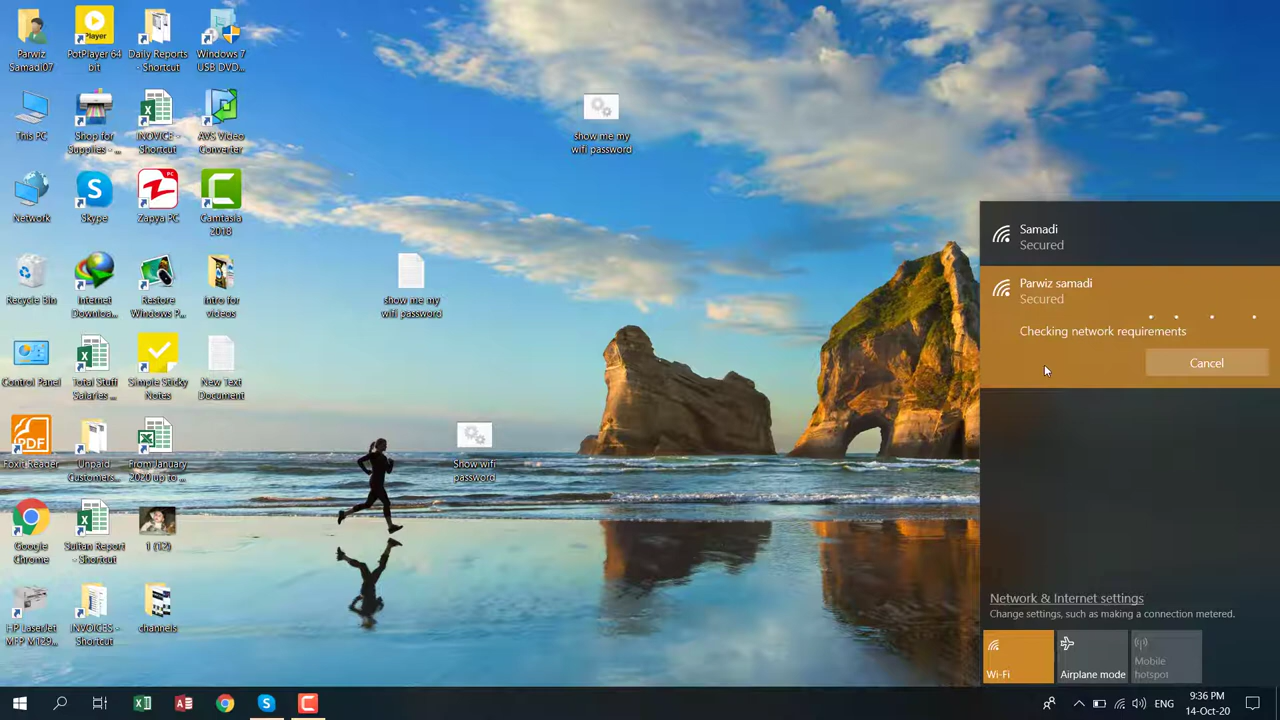 Parwiz
Samadi07
PotPlayer 64
bit
Player
Daily Reports
- Shortcut
Windows 7
USB DVD...
This PC
Shop for
Supplies - ...
INOVICE -
Shortcut
AVS Video
Converter
Network
Skype
Zapya PC
Camtasia
2018
Recycle Bin
Internet
Downloa...
Restore
Windows P...
Intro for
videos
Control Panel
Total Stuff
Salaries ...
Simple Sticky
Notes
New Text
Document
PDF
Foxit Reader
Unpaid
Customers...
From January
2020 up to ...
Google
Chrome
Sultan Report
- Shortcut
1 (12)
HP LaserJet
MFP M129...
INVOICES -
Shortcut
channels
show me my
wifi password
show me my
wifi password
Show wifi
password
Samadi
Secured
Parwiz samadi
Secured
Checking network requirements
Cancel
Network & Internet settings
Change settings, such as making a connection metered.
Wi-Fi
Airplane mode
Mobile
hotspot
ENG
9:36 PM
14-Oct-20